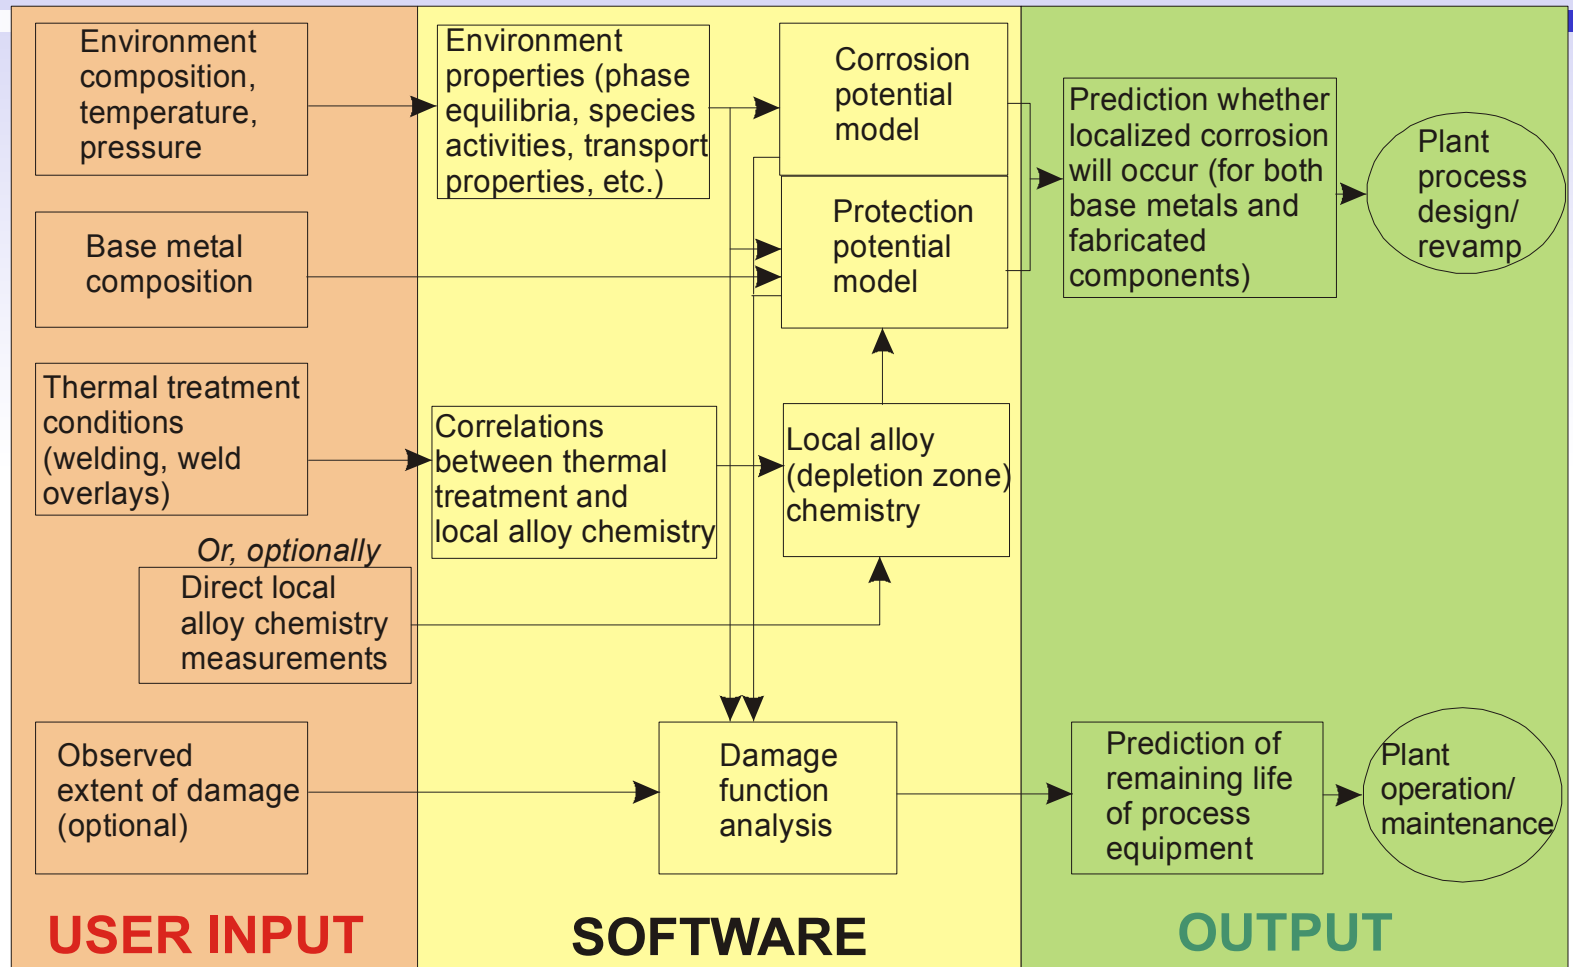 Environment
composition,
temperature,
pressure
Base metal
composition
Thermal treatment
conditions
(welding, weld
overlays)
Or, optionally
Direct local
alloy chemistry
measurements
Observed
extent of damage
(optional)
USER INPUT
Environment
properties (phase
equilibria, species
activities, transport
properties, etc.)
Corrosion
potential
model
Protection
potential
model
Correlations
between thermal
treatment and
local alloy chemistry
Local alloy
(depletion zone)
chemistry
Damage
function
analysis
SOFTWARE
Prediction whether
localized corrosion
will occur (for both
base metals and
fabricated
components)
Plant
process
design/
revamp
Prediction of
remaining life
of process
equipment
Plant
operation/
maintenance
OUTPUT